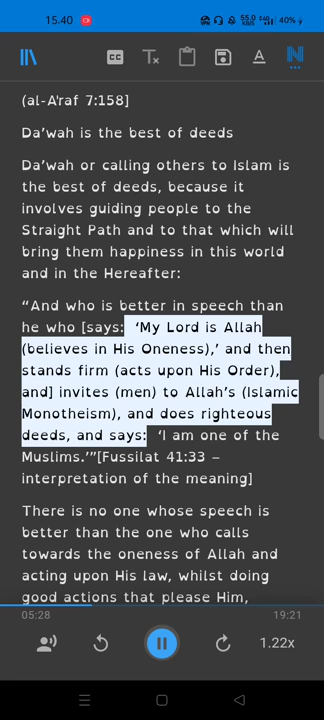 15.40
55.0
KB/s
40%
CC
T
A
N
(al-A'raf 7:158]
Da’wah is the best of deeds
Da’wah or calling others to Islam is
the best of deeds, because it
involves guiding people to the
Straight Path and to that which will
bring them happiness in this world
and in the Hereafter:
“And who is better in speech than
he who [says: ‘My Lord is Allah
(believes in His Oneness),’ and then
stands firm (acts upon His Order),
and] invites (men) to Allah’s (Islamic
Monotheism), and does righteous
deeds, and says: ‘I am one of the
Muslims.’”[Fussilat 41:33 –
interpretation of the meaning]
There is no one whose speech is
better than the one who calls
towards the oneness of Allah and
acting upon His law, whilst doing
good actions that please Him,
05:28 19:21
1.22x